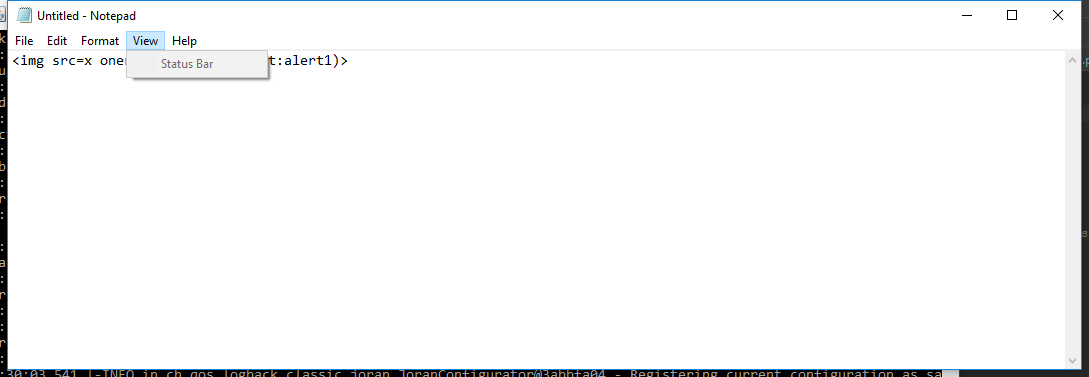 Untitled - Notepad
File Edit Format View Help
Status Bar
<img src=x one t:alert1)>
:30:03,541 |-INFO in ch.qos.logback.classic.joran.JoranConfigurator@3abbfa04 - Registering current configuration as sa